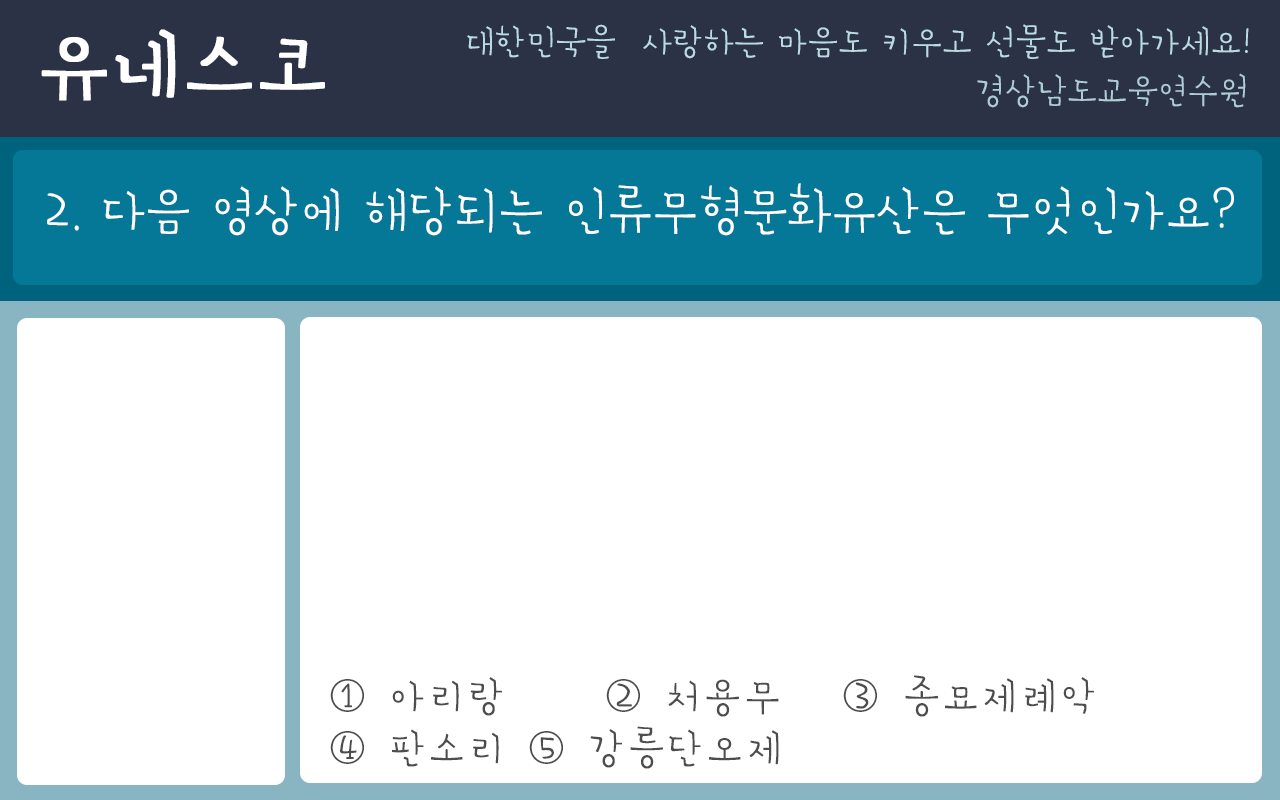 유네스코
대한민국을 사랑하는 마음도 키우고 선물도 받아가세요!
경상남도교육연수원
2. 다음 영상에 해당되는 인류무형문화유산은 무엇인가요?
① 아리랑 ② 처용무 ③ 종묘제례악
④ 판소리 ⑤ 강릉단오제